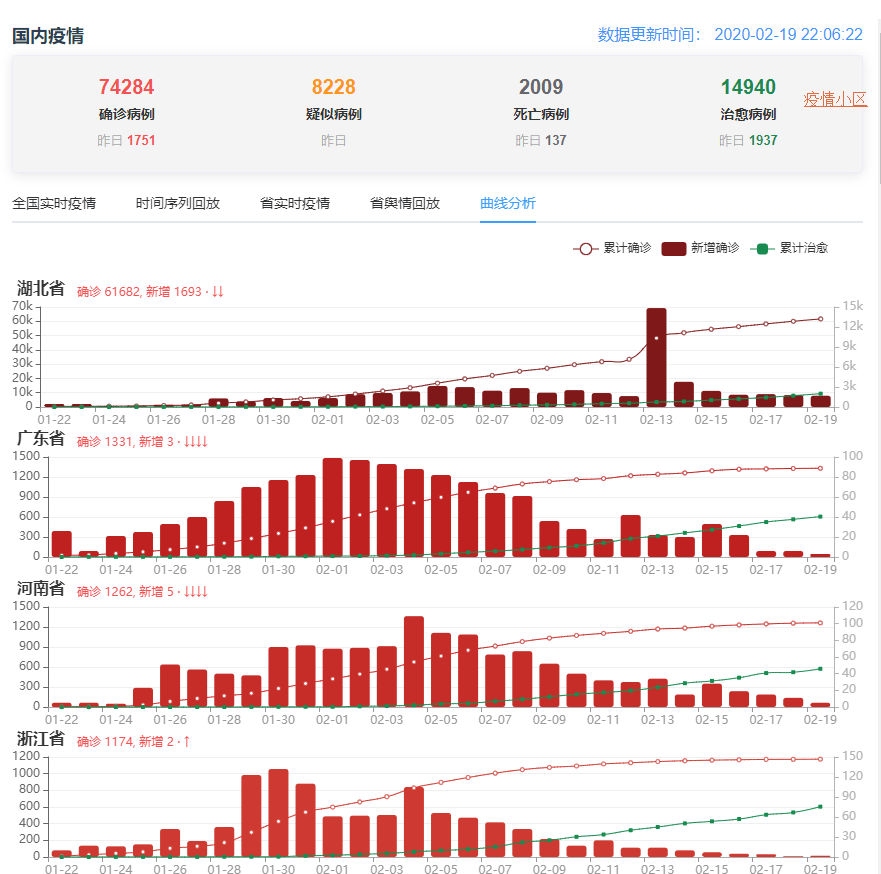 国内疫情
数据更新时间： 2020-02-19 22:06:22
74284 8228 2009 14940
确诊病例 疑似病例 死亡病例 治愈病例
疫情小区
昨日 1751 昨日 昨日 137 昨日 1937
全国实时疫情 时间序列回放 省实时疫情 省舆情回放 曲线分析
累计确诊 新增确诊 累计治愈
湖北省 确诊 61682, 新增 1693 · ↓↓
70k 15k
60k 12k
50k
40k 9k
30k 6k
20k
10k 3k
0 0
01-22 01-24 01-26 01-28 01-30 02-01 02-03 02-05 02-07 02-09 02-11 02-13 02-15 02-17 02-19
广东省 确诊 1331, 新增 3 · ↓↓↓↓
1500 100
1200 80
900 60
600 40
300 20
0 0
01-22 01-24 01-26 01-28 01-30 02-01 02-03 02-05 02-07 02-09 02-11 02-13 02-15 02-17 02-19
河南省 确诊 1262, 新增 5 · ↓↓↓↓
1500 120
1200 100
900 80
600 60
300 40
20
0 0
01-22 01-24 01-26 01-28 01-30 02-01 02-03 02-05 02-07 02-09 02-11 02-13 02-15 02-17 02-19
浙江省 确诊 1174, 新增 2 · ↑
1200 150
1000 120
800 90
600 60
400 30
200
0 0
01-22 01-24 01-26 01-28 01-30 02-01 02-03 02-05 02-07 02-09 02-11 02-13 02-15 02-17 02-19